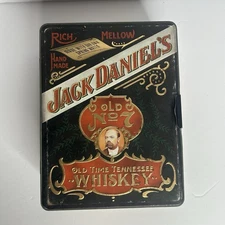 RICH
MELLOW
HAND
MADE
JACK DANIEL'S
OLD
No 7
OLD TIME TENNESSEE
WHISKEY